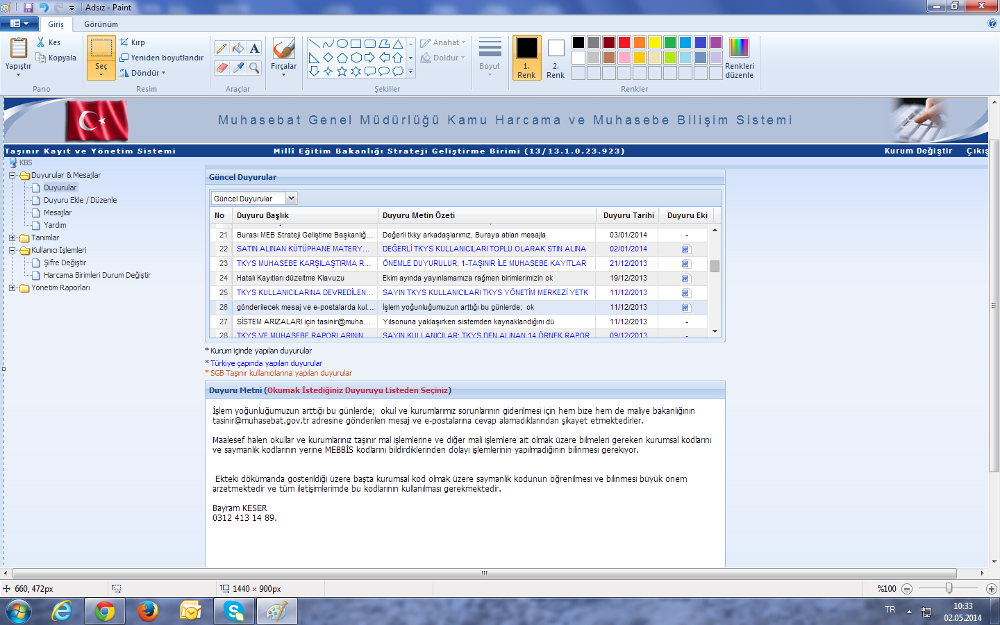 Adsız - Paint
Giriş
Görünüm
Yapıştır
Kes
Kopyala
Pano
Seç
Kırp
Yeniden boyutlandır
Döndür
Resim
A
Araçlar
Fırçalar
Anahat
Doldur
Şekiller
Boyut
1. Renk
2. Renk
Renkleri düzenle
Renkler
Muhasebat Genel Müdürlüğü Kamu Harcama ve Muhasebe Bilişim Sistemi
Taşınır Kayıt ve Yönetim Sistemi
Millî Eğitim Bakanlığı Strateji Geliştirme Birimi (13/13.1.0.23.923)
Kurum Değiştir
Çıkış
KBS
Duyurular & Mesajlar
Duyurular
Duyuru Ekle / Düzenle
Mesajlar
Yardım
Tanımlar
Kullanıcı İşlemleri
Şifre Değiştir
Harcama Birimleri Durum Değiştir
Yönetim Raporları
Güncel Duyurular
Güncel Duyurular
No Duyuru Başlık Duyuru Metin Özeti Duyuru Tarihi Duyuru Eki
21 Burası MEB Strateji Geliştime Başkanlığ... Değerli tkky arkadaşlarımız, Buraya atılan mesajla 03/01/2014 -
22 SATIN ALINAN KÜTÜPHANE MATERY... DEĞERLİ TKYS KULLANICILARI TOPLU OLARAK STIN ALINA 02/01/2014
23 TKYS MUHASEBE KARŞILAŞTIRMA R... ÖNEMLE DUYURULUR; 1-TAŞINIR İLE MUHASEBE KAYITLAR 21/12/2013
24 Hatalı Kayıtları düzeltme Klavuzu Ekim ayında yayınlamamıza rağmen birimlerimizin ok 19/12/2013
25 TKYS KULLANICILARINA DEVREDİLEN... SAYIN TKYS KULLANICILARI TKYS YÖNETİM MERKEZİ YETK 11/12/2013
26 gönderilecek mesaj ve e-postalarda kul... İşlem yoğunluğumuzun arttığı bu günlerde; ok 11/12/2013
27 SİSTEM ARIZALARI için tasinir@muha... Yılsonuna yaklaşırken sistemden kaynaklandığını dü 11/12/2013 -
28 TKYS VE MUHASEBE RAPORLARININ SAYIN KULLANICILAR; TKYS DEN ALINAN 14 ÖRNEK RAPOR 09/12/2013 -
* Kurum içinde yapılan duyurular
* Türkiye çapında yapılan duyurular
* SGB Taşınır kullanıcılarına yapılan duyurular
Duyuru Metni (Okumak İstediğiniz Duyuruyu Listeden Seçiniz)
İşlem yoğunluğumuzun arttığı bu günlerde; okul ve kurumlarımız sorunlarının giderilmesi için hem bize hem de maliye bakanlığının
tasinir@muhasebat.gov.tr adresine gönderilen mesaj ve e-postalarına cevap alamadıklarından şikayet etmektedirler.
Maalesef halen okullar ve kurumlarınız taşınır mal işlemlerine ve diğer mali işlemlere ait olmak üzere bilmeleri gereken kurumsal kodlarını
ve saymanlık kodlarının yerine MEBBİS kodlarını bildirdiklerinden dolayı işlemlerinin yapılmadığının bilinmesi gerekiyor.
Ekteki dökümanda gösterildiği üzere başta kurumsal kod olmak üzere saymanlık kodunun öğrenilmesi ve bilinmesi büyük önem
arzetmektedir ve tüm iletişimlerimde bu kodlarının kullanılması gerekmektedir.
Bayram KESER
0312 413 14 89.
660, 472px
1440 × 900px
%100
TR
10:33
02.05.2014